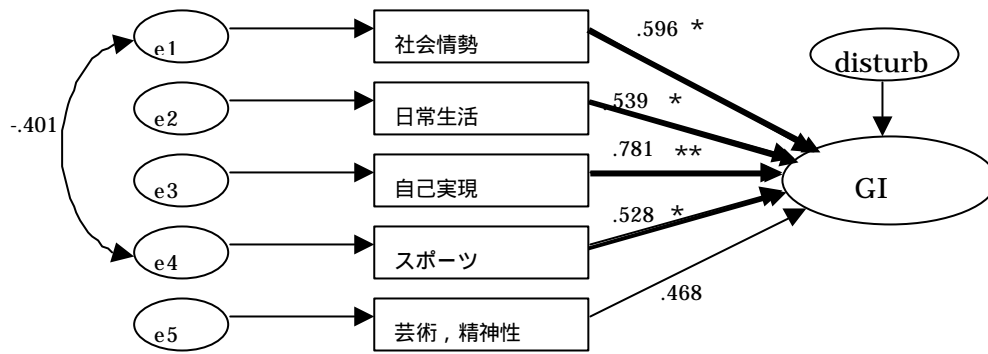 e1
社会情勢
.596 *
disturb
e2
日常生活
.539 *
-.401
e3
自己実現
.781 **
GI
e4
スポーツ
.528 *
e5
芸術，精神性
.468